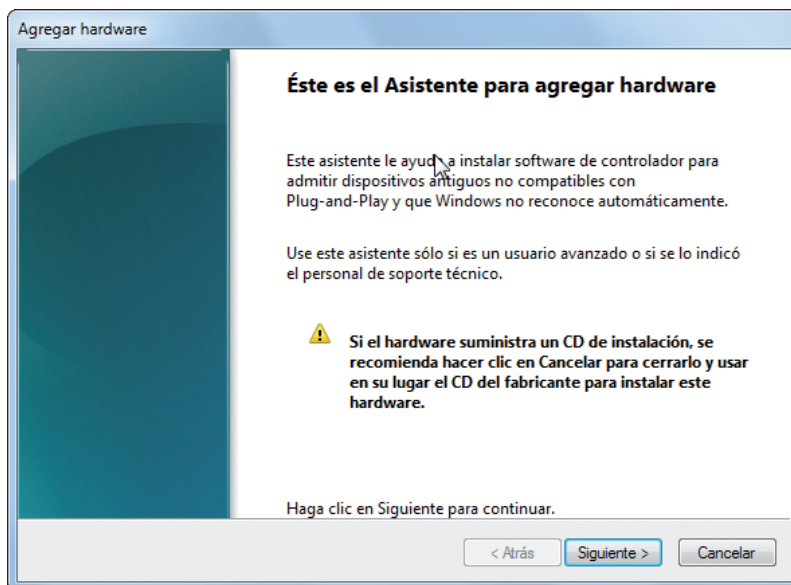 Agregar hardware
Éste es el Asistente para agregar hardware
Este asistente le ayuda a instalar software de controlador para
admitir dispositivos antiguos no compatibles con
Plug-and-Play y que Windows no reconoce automáticamente.
Use este asistente sólo si es un usuario avanzado o si se lo indicó
el personal de soporte técnico.
Si el hardware suministra un CD de instalación, se
recomienda hacer clic en Cancelar para cerrarlo y usar
en su lugar el CD del fabricante para instalar este
hardware.
Haga clic en Siguiente para continuar.
< Atrás Siguiente > Cancelar